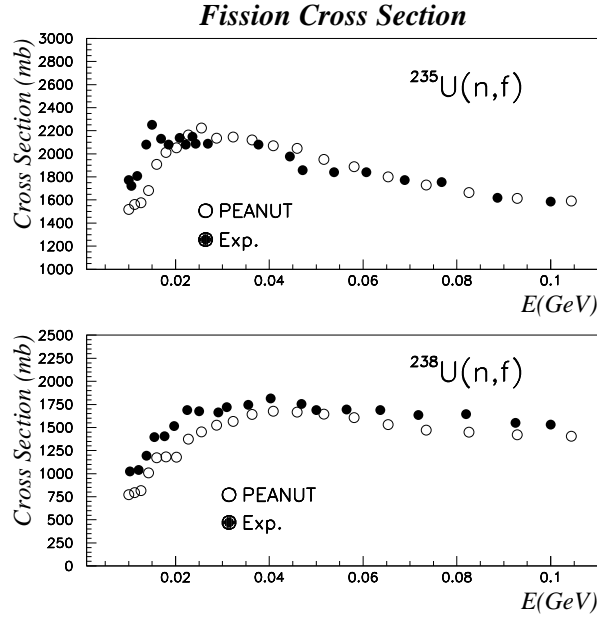 Fission Cross Section
Cross Section (mb)
3000
2800
2600
2400
2200
2000
1800
1600
1400
1200
1000
²³⁵U(n,f)
○ PEANUT
● Exp.
0.02 0.04 0.06 0.08 0.1
E(GeV)
Cross Section (mb)
2500
2250
2000
1750
1500
1250
1000
750
500
250
0
²³⁸U(n,f)
○ PEANUT
● Exp.
0.02 0.04 0.06 0.08 0.1
E(GeV)